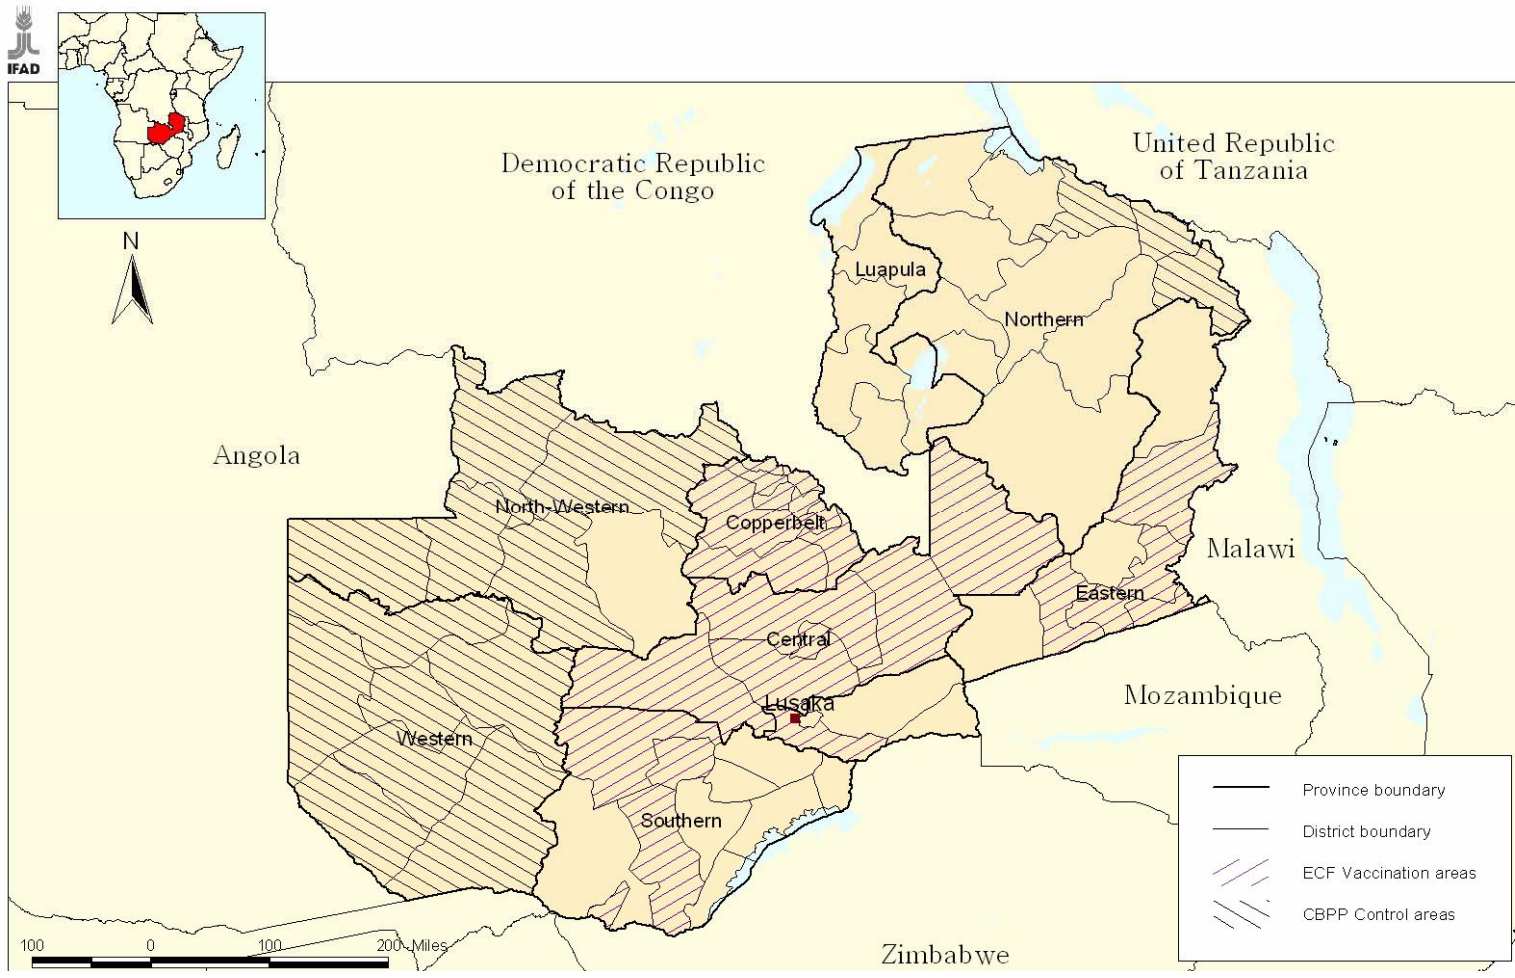 IFAD
N
Democratic Republic
of the Congo
United Republic
of Tanzania
Luapula
Northern
Angola
North-Western
Copperbelt
Malawi
Eastern
Central
Mozambique
Lusaka
Western
Southern
Zimbabwe
Province boundary
District boundary
ECF Vaccination areas
CBPP Control areas
100 0 100 200 Miles